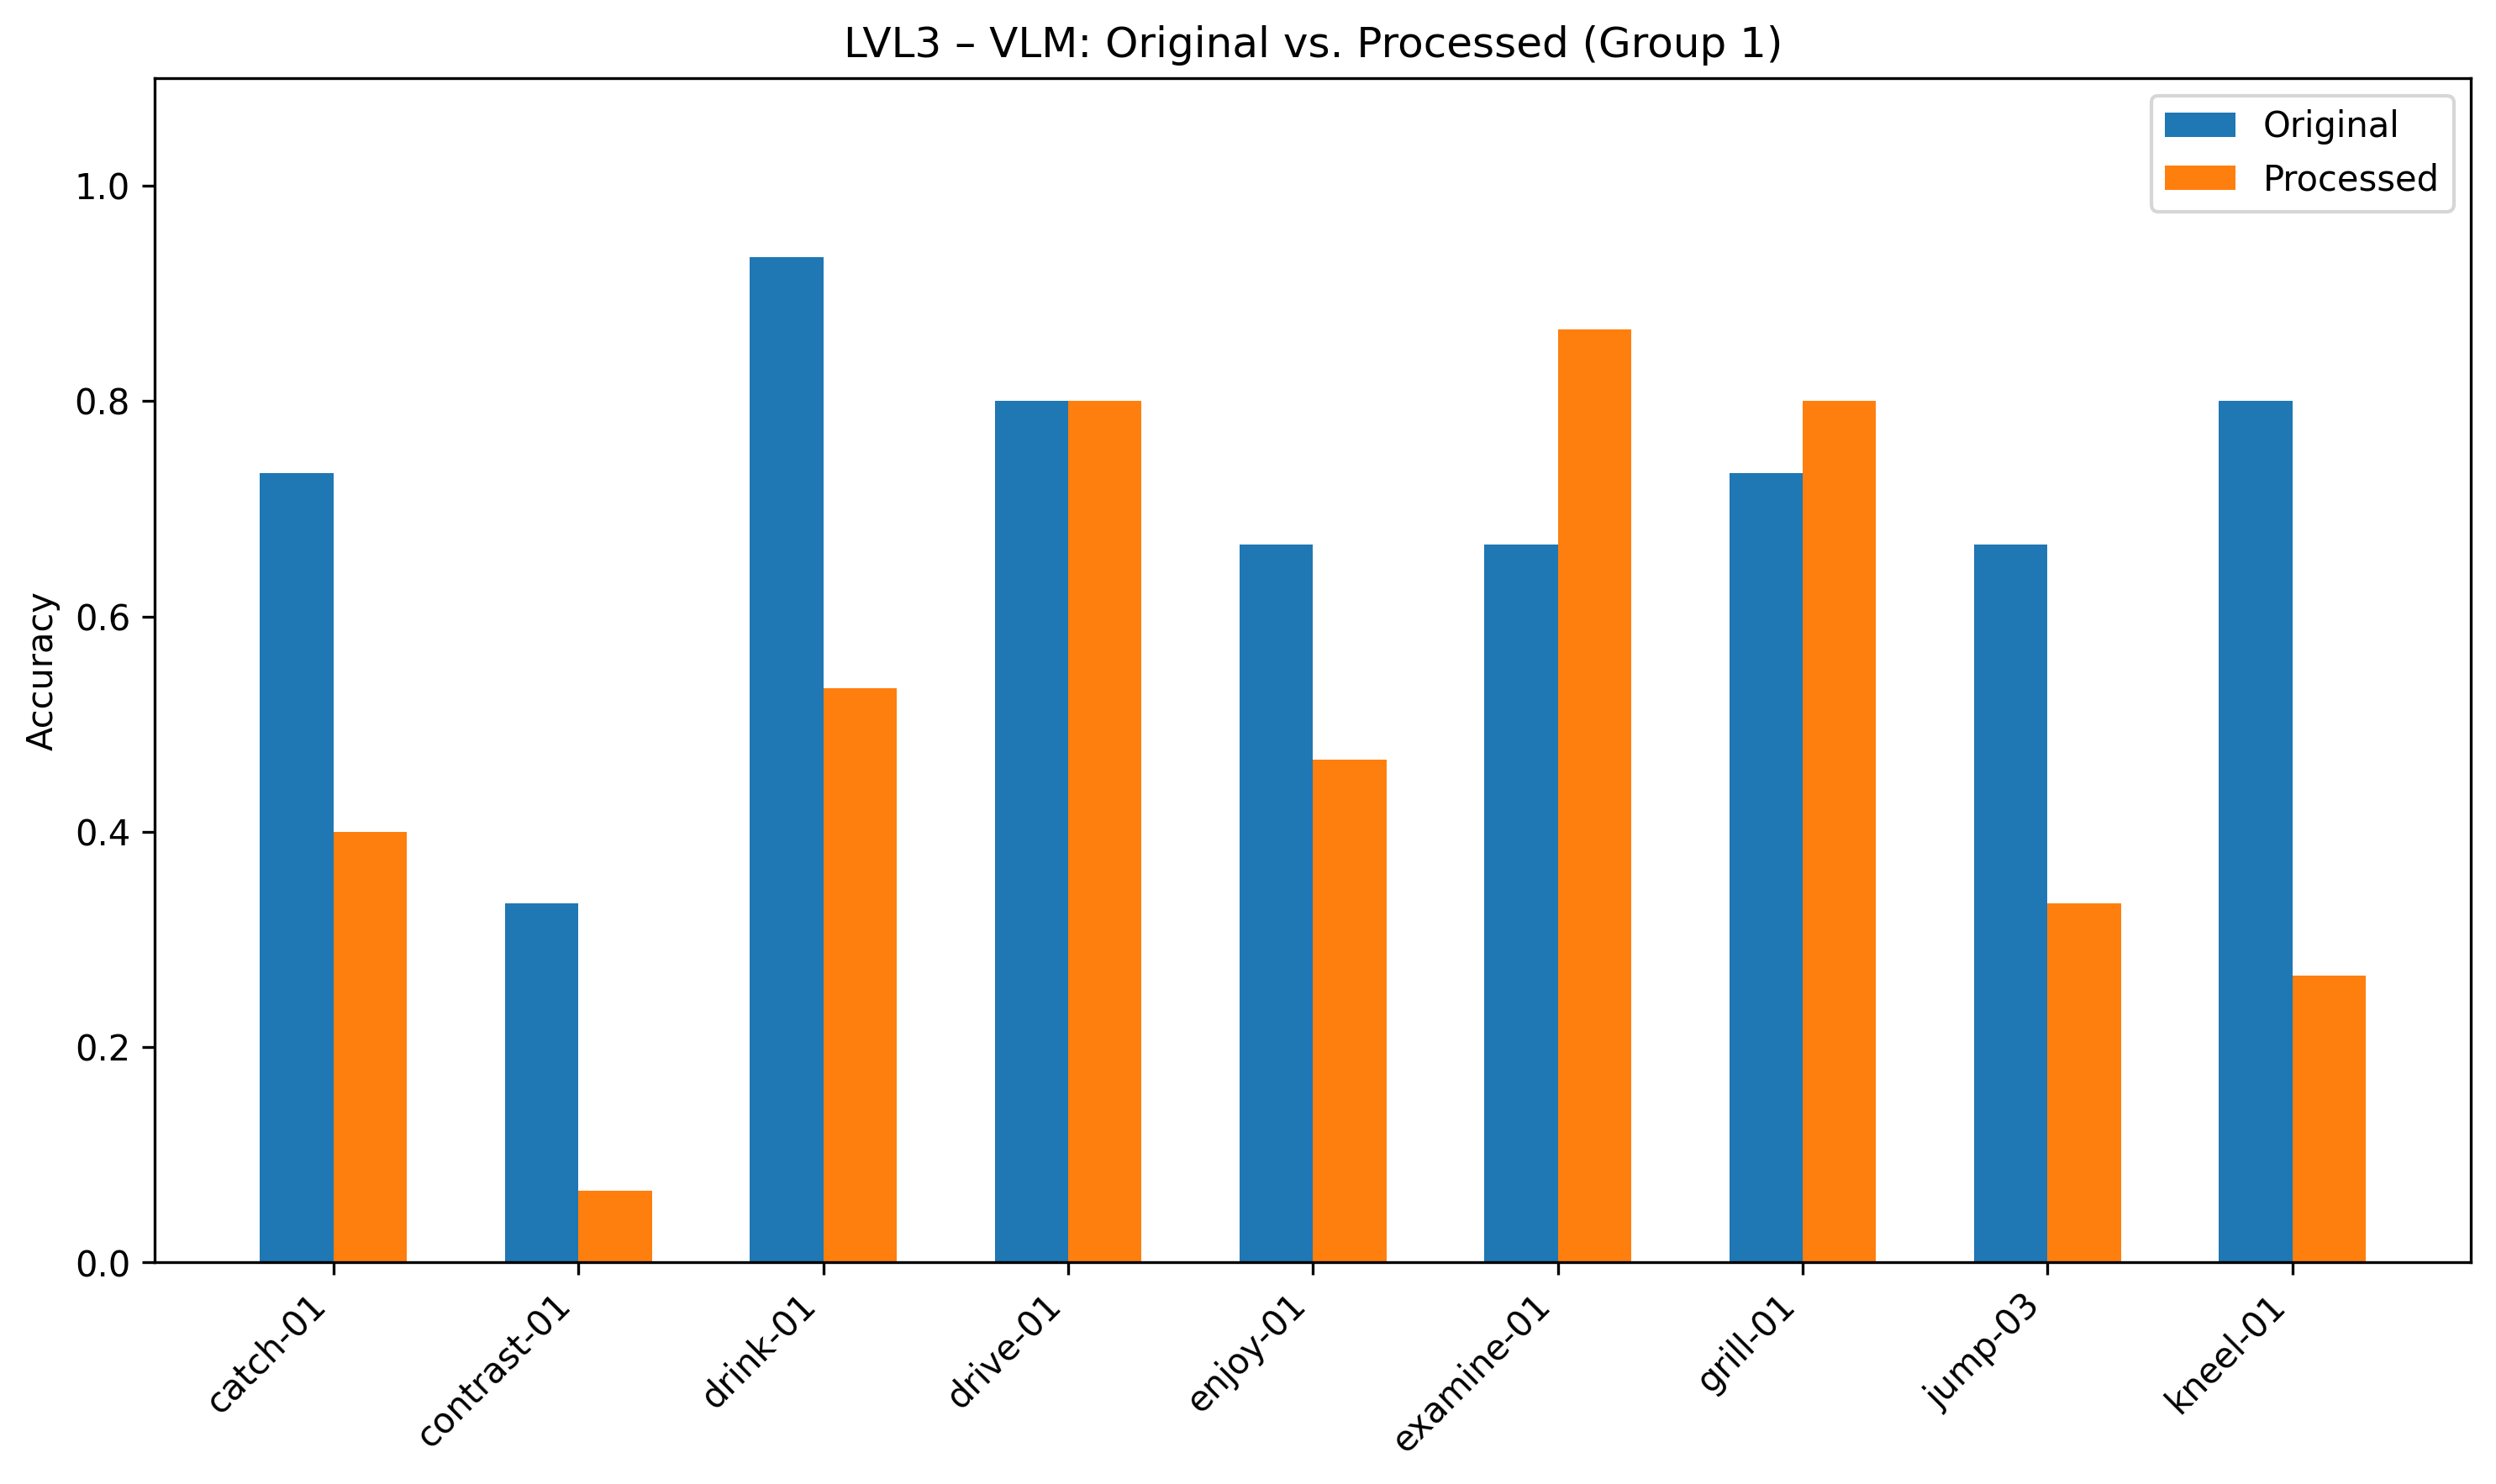 LVL3 – VLM: Original vs. Processed (Group 1)
Original
Processed
Accuracy
1.0
0.8
0.6
0.4
0.2
0.0
catch-01
contrast-01
drink-01
drive-01
enjoy-01
examine-01
grill-01
jump-03
kneel-01